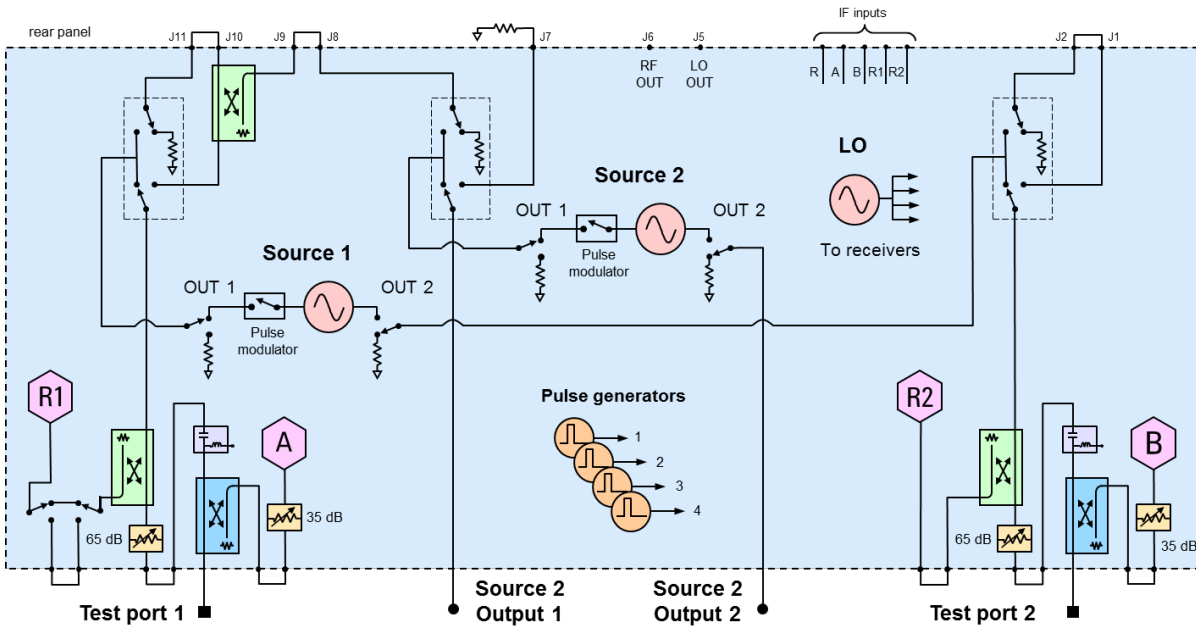 IF inputs
rear panel
J11
J10
J9
J8
J7
J6
J5
J2
J1
RF
OUT
LO
OUT
R
A
B
R1
R2
LO
Source 2
OUT 1
OUT 2
Pulse
modulator
To receivers
Source 1
OUT 1
OUT 2
Pulse
modulator
R1
A
R2
B
Pulse generators
1
2
3
4
35 dB
65 dB
65 dB
35 dB
Test port 1
Source 2
Output 1
Source 2
Output 2
Test port 2